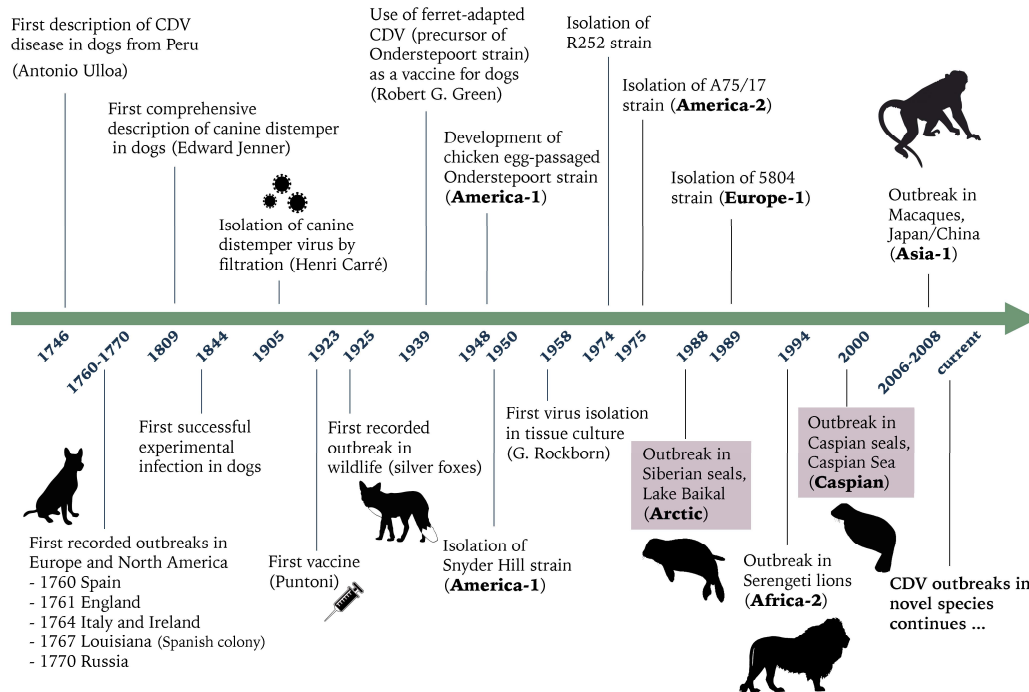 First description of CDV
disease in dogs from Peru
(Antonio Ulloa)
First comprehensive
description of canine distemper
in dogs (Edward Jenner)
Isolation of canine
distemper virus by
filtration (Henri Carré)
Use of ferret-adapted
CDV (precursor of
Onderstepoort strain)
as a vaccine for dogs
(Robert G. Green)
Development of
chicken egg-passaged
Onderstepoort strain
(America-1)
Isolation of
R252 strain
Isolation of A75/17
strain (America-2)
Isolation of 5804
strain (Europe-1)
Outbreak in
Macaques,
Japan/China
(Asia-1)
1746
1760-1770
1809
1844
1905
1923
1925
1939
1948
1950
1958
1974
1975
1988
1989
1994
2000
2006-2008
current
First recorded outbreaks in
Europe and North America
- 1760 Spain
- 1761 England
- 1764 Italy and Ireland
- 1767 Louisiana (Spanish colony)
- 1770 Russia
First successful
experimental
infection in dogs
First vaccine
(Puntoni)
First recorded
outbreak in
wildlife (silver foxes)
Isolation of
Snyder Hill strain
(America-1)
First virus isolation
in tissue culture
(G. Rockborn)
Outbreak in
Siberian seals,
Lake Baikal
(Arctic)
Outbreak in
Serengeti lions
(Africa-2)
Outbreak in
Caspian seals,
Caspian Sea
(Caspian)
CDV outbreaks in
novel species
continues ...